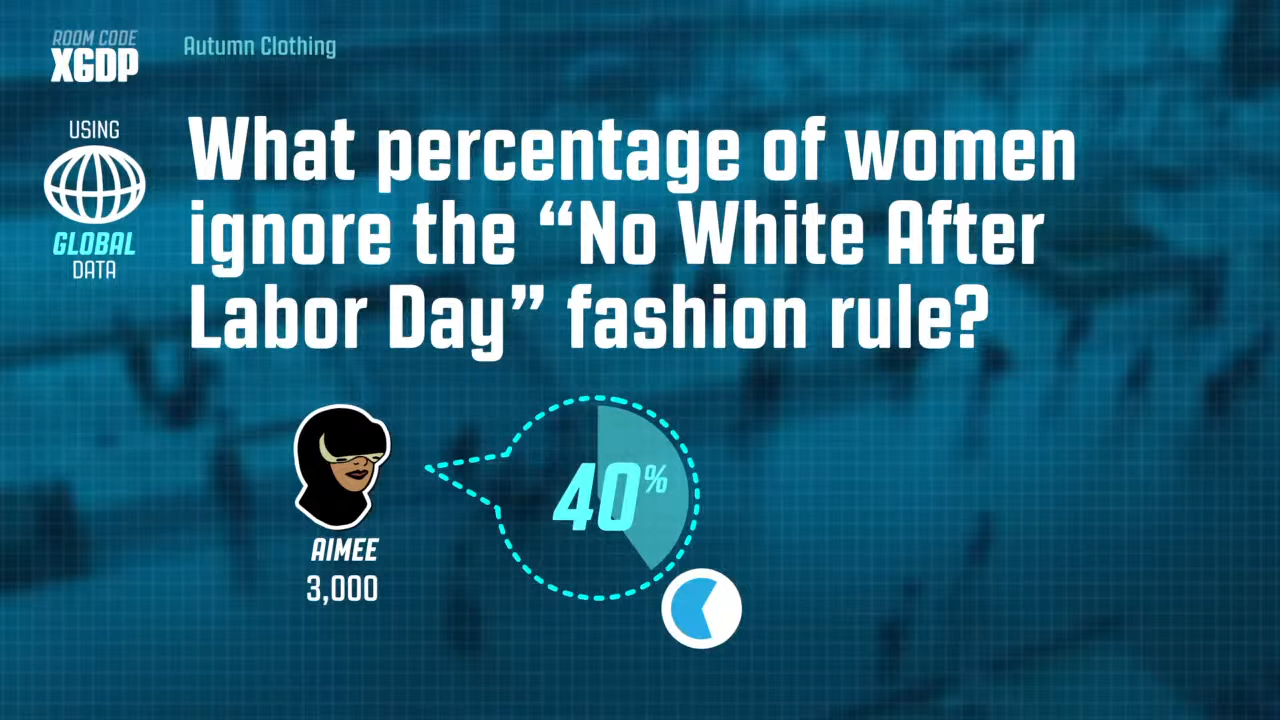 ROOM CODE
X6DP
Autumn Clothing
USING
GLOBAL
DATA
What percentage of women
ignore the “No White After
Labor Day” fashion rule?
40%
AIMEE
3,000